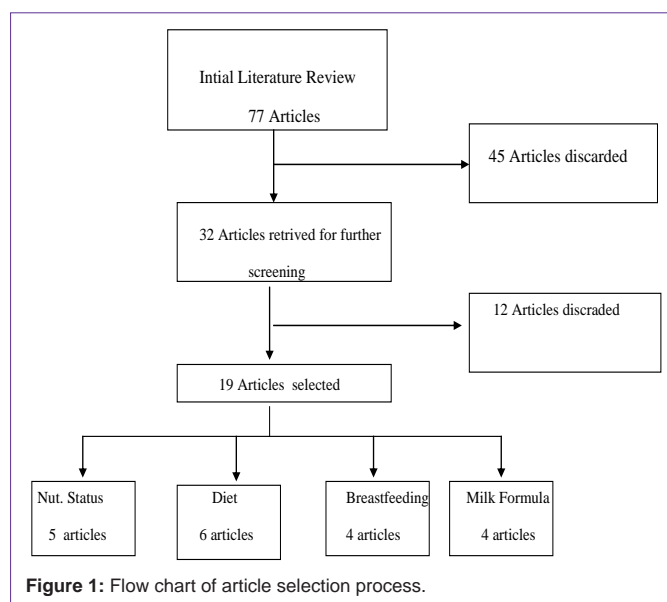 Intial Literature Review
77 Articles
45 Articles discarded
32 Articles retrived for further
screening
12 Articles discraded
19 Articles selected
Nut. Status
5 articles
Diet
6 articles
Breastfeeding
4 articles
Milk Formula
4 articles
Figure 1: Flow chart of article selection process.